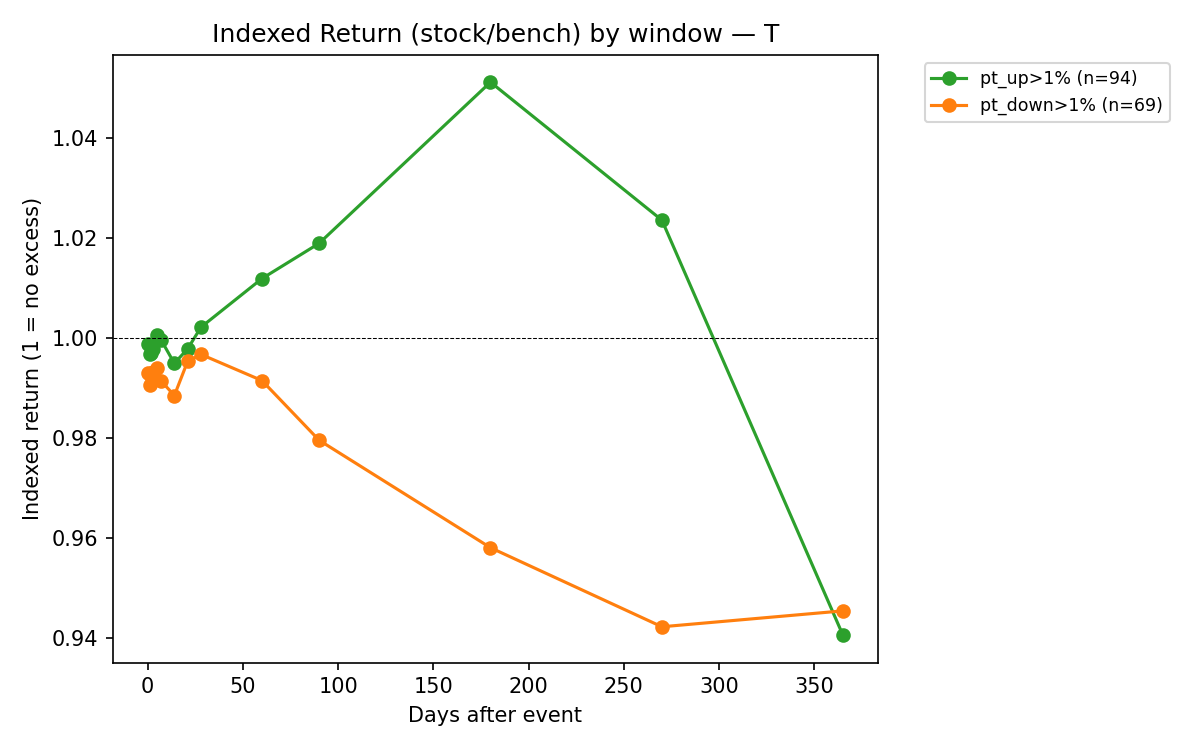 Indexed Return (stock/bench) by window — T
pt_up>1% (n=94)
pt_down>1% (n=69)
Indexed return (1 = no excess)
1.04
1.02
1.00
0.98
0.96
0.94
0 50 100 150 200 250 300 350
Days after event